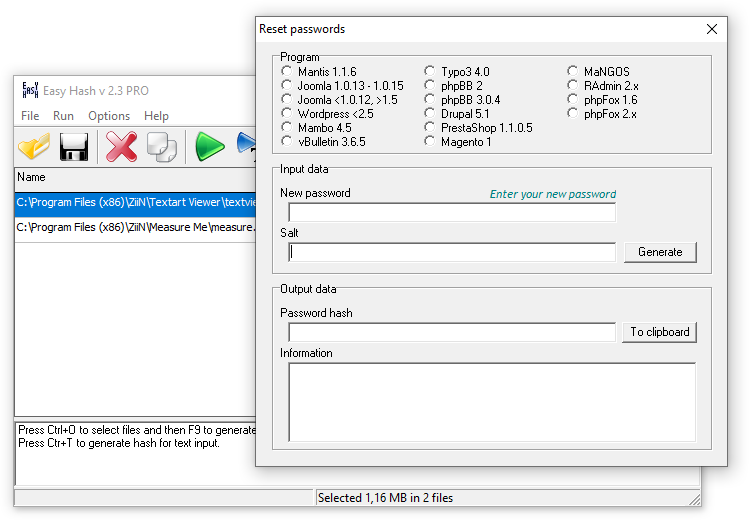 Reset passwords
Program
Mantis 1.1.6
Joomla 1.0.13 - 1.0.15
Joomla <1.0.12, >1.5
Wordpress <2.5
Mambo 4.5
vBulletin 3.6.5
Typo3 4.0
phpBB 2
phpBB 3.0.4
Drupal 5.1
PrestaShop 1.1.0.5
Magento 1
MaNGOS
RAdmin 2.x
phpFox 1.6
phpFox 2.x
Input data
New password
Enter your new password
Salt
Generate
Output data
Password hash
To clipboard
Information
Easy Hash v 2.3 PRO
File Run Options Help
Name
C:\Program Files (x86)\ZiiN\Textart Viewer\textvie
C:\Program Files (x86)\ZiiN\Measure Me\measure.
Press Ctrl+O to select files and then F9 to generate
Press Ctr+T to generate hash for text input.
Selected 1,16 MB in 2 files